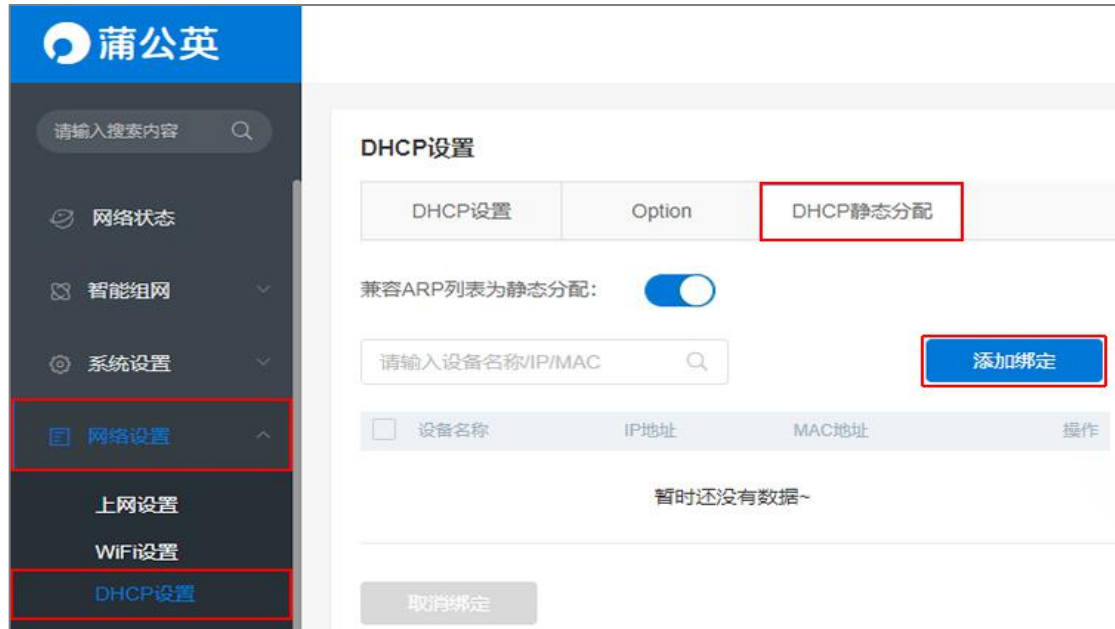 蒲公英
请输入搜索内容
网络状态
智能组网
系统设置
网络设置
上网设置
WiFi设置
DHCP设置
DHCP设置
DHCP设置 Option DHCP静态分配
兼容ARP列表为静态分配：
请输入设备名称/IP/MAC 添加绑定
设备名称 IP地址 MAC地址 操作
暂时还没有数据~
取消绑定